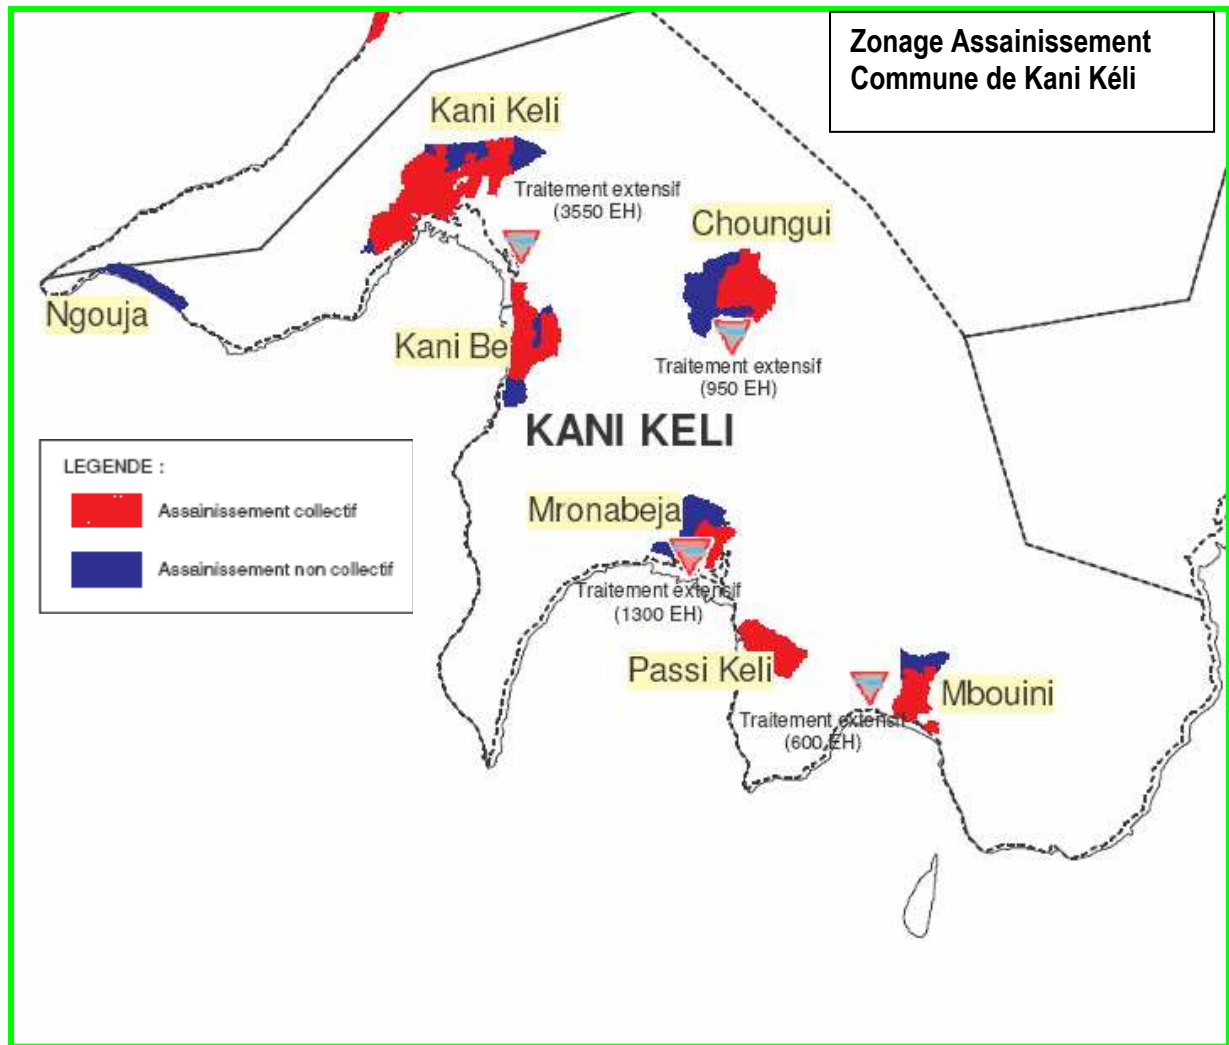 Zonage Assainissement
Commune de Kani Kéli
Kani Keli
Traitement extensif
(3550 EH)
Choungui
Ngouja
Kani Be
Traitement extensif
(950 EH)
KANI KELI
LEGENDE :
Assainissement collectif
Assainissement non collectif
Mronabeja
Traitement extensif
(1300 EH)
Passi Keli
Mbouini
Traitement extensif
(600 EH)